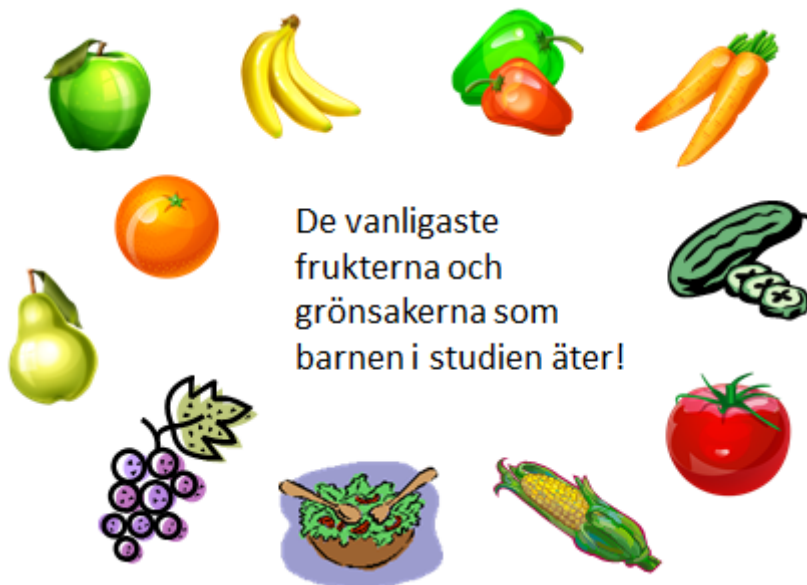 De vanligaste
frukterna och
grönsakerna som
barnen i studien äter!